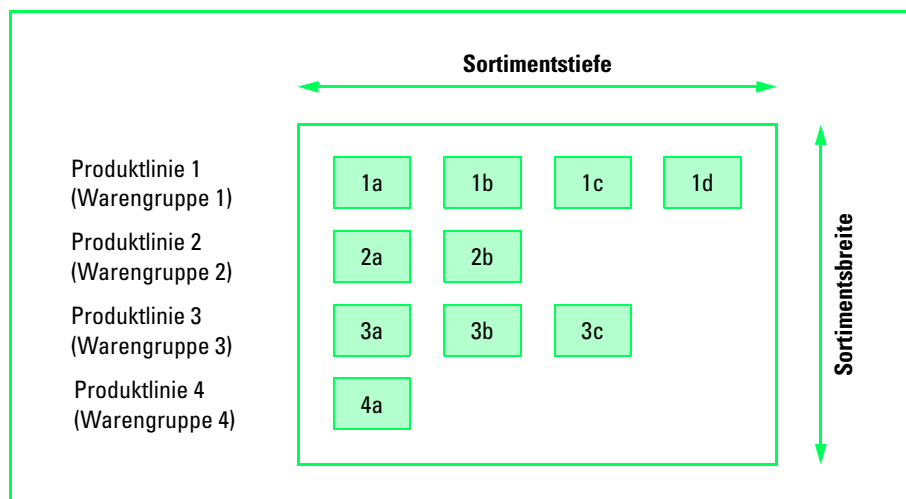 Sortimentstiefe
Produktlinie 1
(Warengruppe 1)
1a 1b 1c 1d
Produktlinie 2
(Warengruppe 2)
2a 2b
Produktlinie 3
(Warengruppe 3)
3a 3b 3c
Produktlinie 4
(Warengruppe 4)
4a
Sortimentsbreite